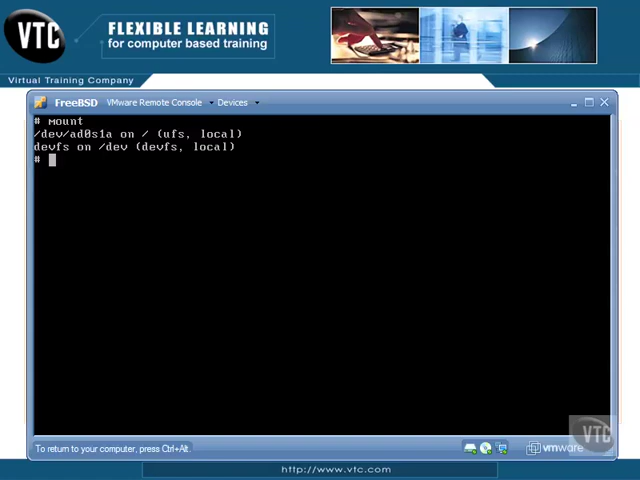 VTC
FLEXIBLE LEARNING
for computer based training
Virtual Training Company
FreeBSD VMware Remote Console Devices
# mount
/dev/ad0s1a on / (ufs, local)
devfs on /dev (devfs, local)
#
To return to your computer, press Ctrl+Alt.
vmware
VTC
http://www.vtc.com